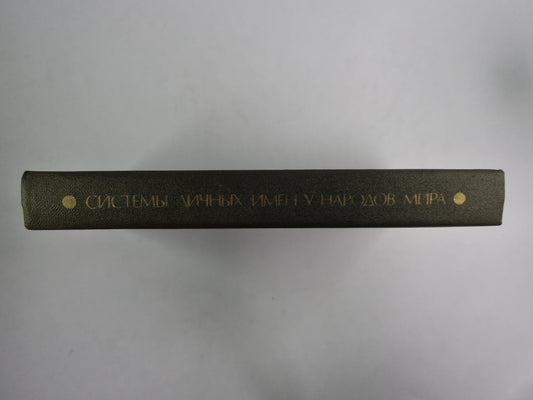 СИСТЕМЫ ЛИЧНЫХ ИМЕН У НАРОДОВ МИРА